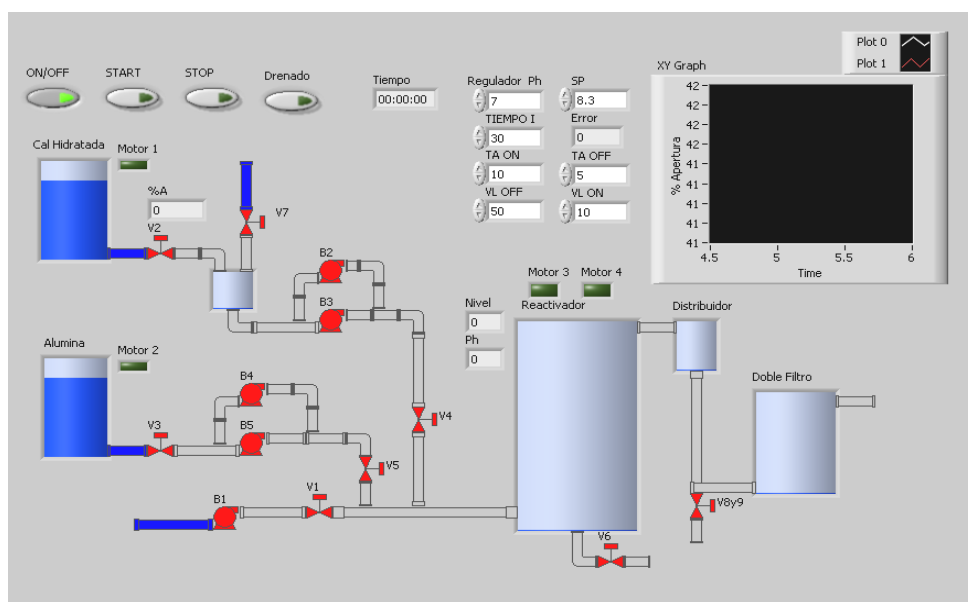 ON/OFF START STOP Drenado
Tiempo
00:00:00
Regulador Ph SP
7 8.3
TIEMPO I Error
30 0
TA ON TA OFF
10 5
VL OFF VL ON
50 10
Plot 0
Plot 1
XY Graph
42
42
42
42
41
41
41
41
41
% Apertura
4.5 5 5.5 6
Time
Cal Hidratada
Motor 1
%A
0
V2
V7
B2
B3
Alumina
Motor 2
B4
V3
B5
V4
V5
B1
V1
Motor 3 Motor 4
Nivel
0
Ph
0
Reactivador
Distribuidor
Doble Filtro
V8y9
V6